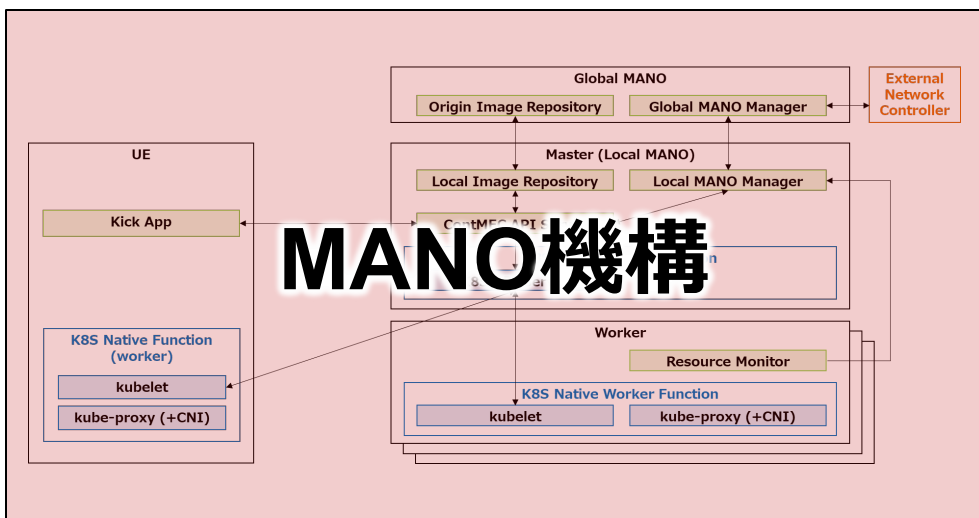 Global MANO
Origin Image Repository
Global MANO Manager
External
Network
Controller
UE
Kick App
K8S Native Function
(worker)
kubelet
kube-proxy (+CNI)
Master (Local MANO)
Local Image Repository
Local MANO Manager
API
MANO機構
Worker
Resource Monitor
K8S Native Worker Function
kubelet
kube-proxy (+CNI)